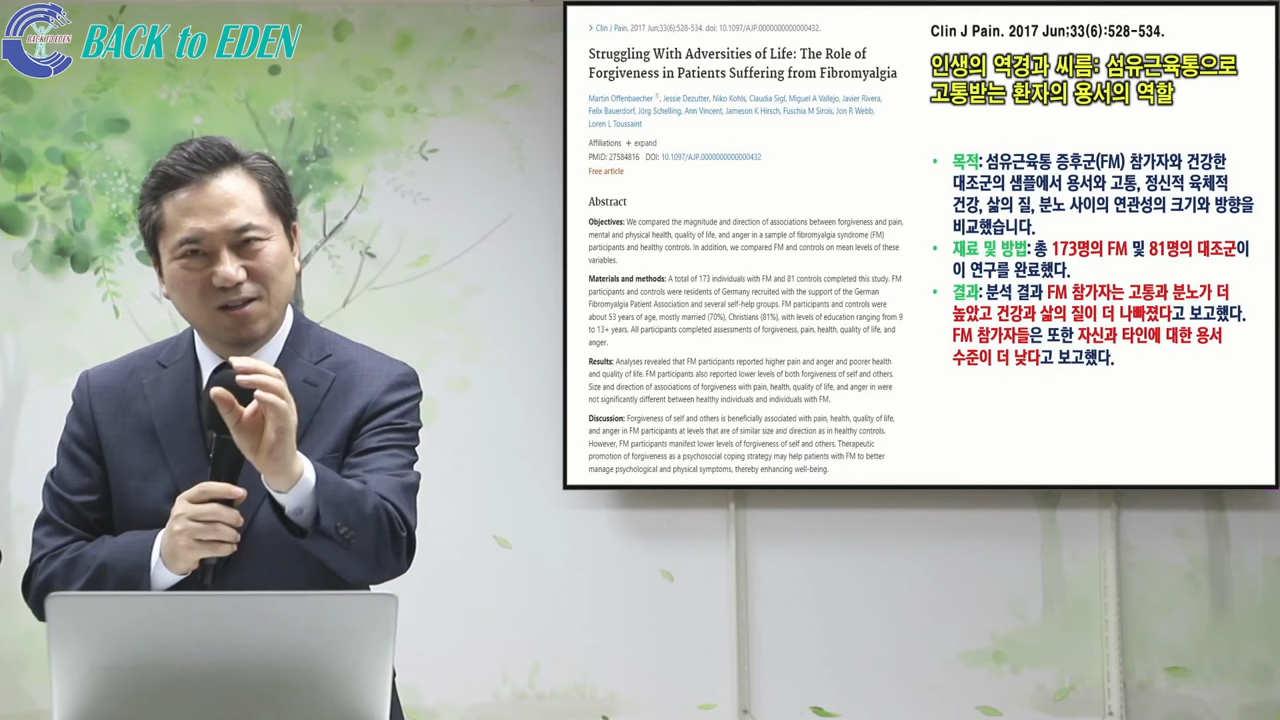 BACK to EDEN
BACK TO EDEN
Clin J Pain. 2017 Jun;33(6):528-534. doi: 10.1097/AJP.0000000000000432.
Struggling With Adversities of Life: The Role of
Forgiveness in Patients Suffering from Fibromyalgia
Martin Offenbaecher, Jessie Dezutter, Niko Kohls, Claudia Sigl, Miguel A Vallejo, Javier Rivera,
Felix Bauerdorf, Jörg Schelling, Ann Vincent, Jameson K Hirsch, Fuschia M Sirois, Jon R Webb,
Loren L Toussaint
Affiliations + expand
PMID: 27584816 DOI: 10.1097/AJP.0000000000000432
Free article
Abstract
Objectives: We compared the magnitude and direction of associations between forgiveness and pain,
mental and physical health, quality of life, and anger in a sample of fibromyalgia syndrome (FM)
participants and healthy controls. In addition, we compared FM and controls on mean levels of these
variables.
Materials and methods: A total of 173 individuals with FM and 81 controls completed this study. FM
participants and controls were residents of Germany recruited with the support of the German
Fibromyalgia Patient Association and several self-help groups. FM participants and controls were
about 53 years of age, mostly married (70%), Christians (81%), with levels of education ranging from 9
to 13+ years. All participants completed assessments of forgiveness, pain, health, quality of life, and
anger.
Results: Analyses revealed that FM participants reported higher pain and anger and poorer health
and quality of life. FM participants also reported lower levels of both forgiveness of self and others.
Size and direction of associations of forgiveness with pain, health, quality of life, and anger in were
not significantly different between healthy individuals and individuals with FM.
Discussion: Forgiveness of self and others is beneficially associated with pain, health, quality of life,
and anger in FM participants at levels that are of similar size and direction as in healthy controls.
However, FM participants manifest lower levels of forgiveness of self and others. Therapeutic
promotion of forgiveness as a psychosocial coping strategy may help patients with FM to better
manage psychological and physical symptoms, thereby enhancing well-being.
Clin J Pain. 2017 Jun;33(6):528-534.
인생의 역경과 씨름: 섬유근육통으로
고통받는 환자의 용서의 역할
• 목적: 섬유근육통 증후군(FM) 참가자와 건강한
대조군의 샘플에서 용서와 고통, 정신적 육체적
건강, 삶의 질, 분노 사이의 연관성의 크기와 방향을
비교했습니다.
• 재료 및 방법: 총 173명의 FM 및 81명의 대조군이
이 연구를 완료했다.
• 결과: 분석 결과 FM 참가자는 고통과 분노가 더
높았고 건강과 삶의 질이 더 나빠졌다고 보고했다.
FM 참가자들은 또한 자신과 타인에 대한 용서
수준이 더 낮다고 보고했다.